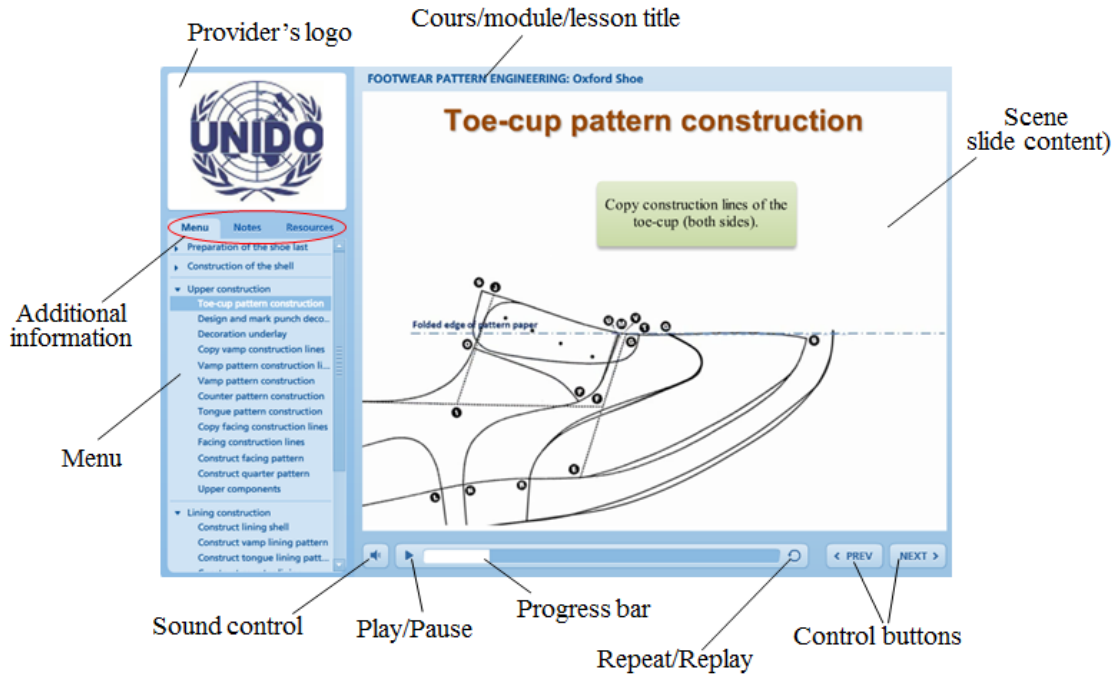 Cours/module/lesson title
Provider's logo
FOOTWEAR PATTERN ENGINEERING: Oxford Shoe
UNIDO
Toe-cup pattern construction
Scene
slide content)
Copy construction lines of the
toe-cup (both sides).
Menu Notes Resources
Preparation of the shoe last
Construction of the shell
Upper construction
Toe-cup pattern construction
Design and mark punch deco...
Decoration underlay
Copy vamp construction lines
Vamp pattern construction li...
Vamp pattern construction
Counter pattern construction
Tongue pattern construction
Copy facing construction lines
Facing construction lines
Construct facing pattern
Construct quarter pattern
Upper components
Lining construction
Construct lining shell
Construct vamp lining pattern
Construct tongue lining patt...
Additional
information
Menu
Folded edge of pattern paper
PREV
NEXT
Sound control
Play/Pause
Progress bar
Repeat/Replay
Control buttons